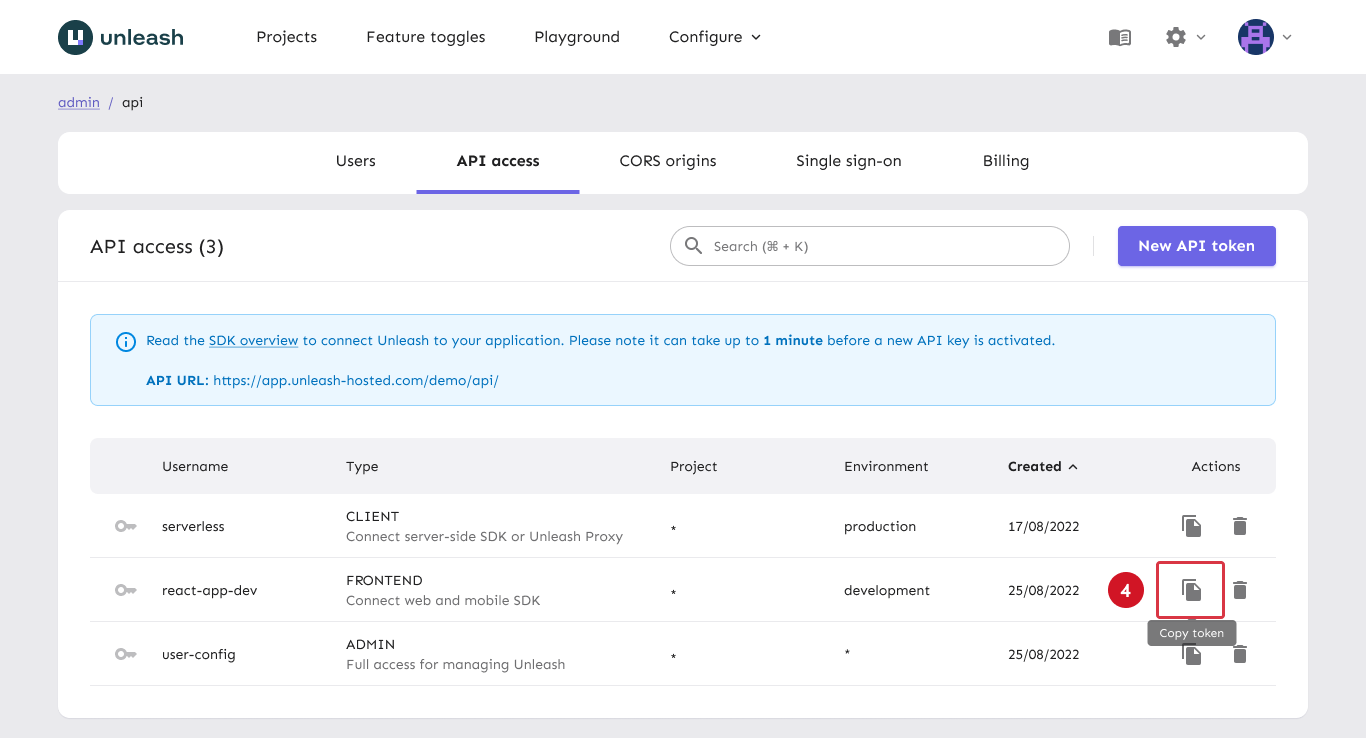 unleash
Projects Feature toggles Playground Configure
admin / api
Users API access CORS origins Single sign-on Billing
API access (3) Search (⌘ + K) New API token
Read the SDK overview to connect Unleash to your application. Please note it can take up to 1 minute before a new API key is activated.
API URL: https://app.unleash-hosted.com/demo/api/
Username Type Project Environment Created Actions
serverless CLIENT * production 17/08/2022
Connect server-side SDK or Unleash Proxy
react-app-dev FRONTEND * development 25/08/2022 4
Connect web and mobile SDK
Copy token
user-config ADMIN * * 25/08/2022
Full access for managing Unleash